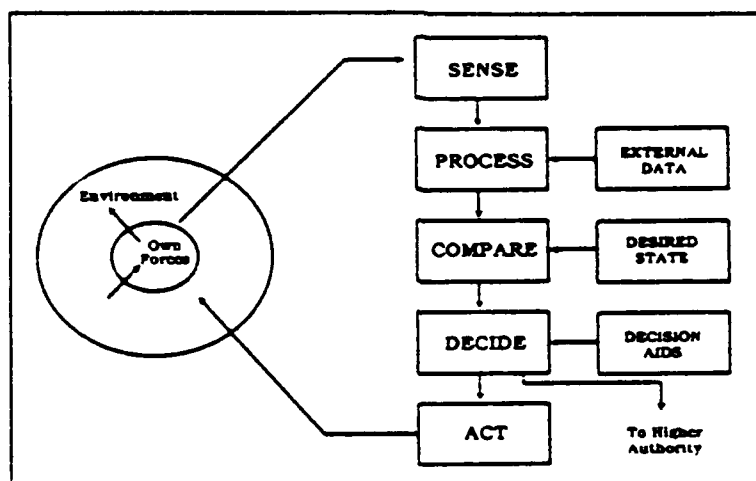 SENSE
PROCESS
EXTERNAL
DATA
Environment
Own
Forces
COMPARE
DESIRED
STATE
DECIDE
DECISION
AIDS
ACT
To Higher
Authority